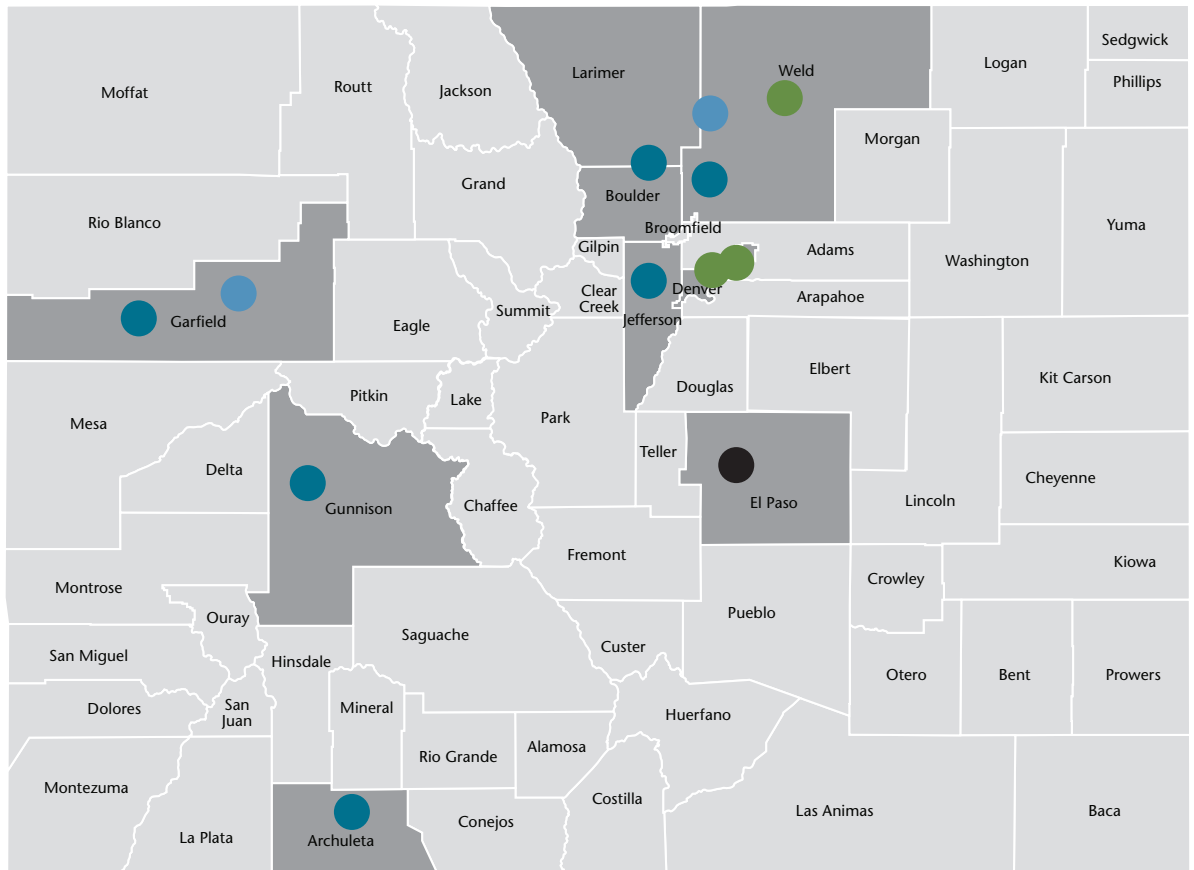 Sedgwick
Logan
Larimer
Weld
Phillips
Moffat
Routt
Jackson
Morgan
Grand
Boulder
Rio Blanco
Broomfield
Yuma
Gilpin
Adams
Washington
Denver
Clear
Creek
Arapahoe
Garfield
Summit
Jefferson
Eagle
Elbert
Kit Carson
Douglas
Pitkin
Lake
Park
Mesa
Teller
Delta
Cheyenne
Gunnison
Chaffee
El Paso
Lincoln
Fremont
Kiowa
Crowley
Montrose
Pueblo
Ouray
Saguache
Custer
San Miguel
Hinsdale
Otero
Bent
Prowers
Dolores
San
Juan
Mineral
Huerfano
Alamosa
Rio Grande
Montezuma
Costilla
Las Animas
Baca
Conejos
La Plata
Archuleta